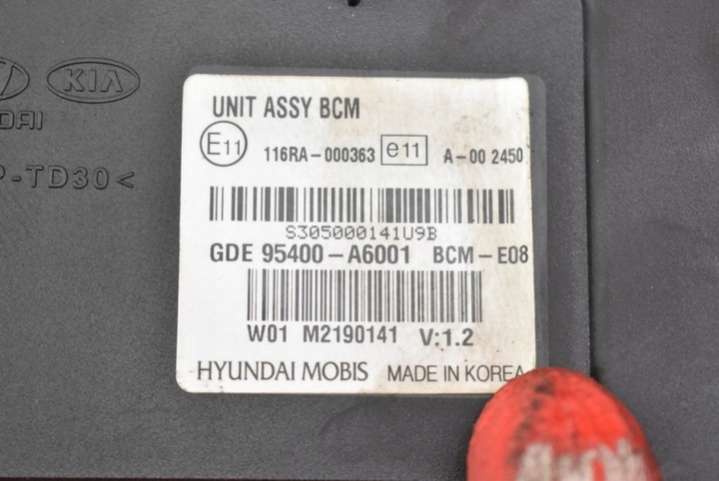 KIA
DAI
P-TD30<
UNIT ASSY BCM
E11 116RA-000363 e11 A-00 2450
S305000141U9B
GDE 95400-A6001 BCM-E08
W01 M2190141 V:1.2
HYUNDAI MOBIS MADE IN KOREA